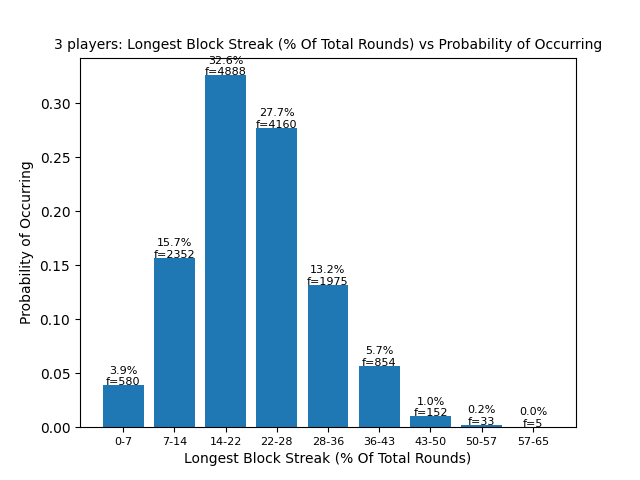 3 players: Longest Block Streak (% Of Total Rounds) vs Probability of Occurring
Probability of Occurring
0.30
0.25
0.20
0.15
0.10
0.05
0.00
3.9%
f=580
15.7%
f=2352
32.6%
f=4888
27.7%
f=4160
13.2%
f=1975
5.7%
f=854
1.0%
f=152
0.2%
f=33
0.0%
f=5
0-7 7-14 14-22 22-28 28-36 36-43 43-50 50-57 57-65
Longest Block Streak (% Of Total Rounds)